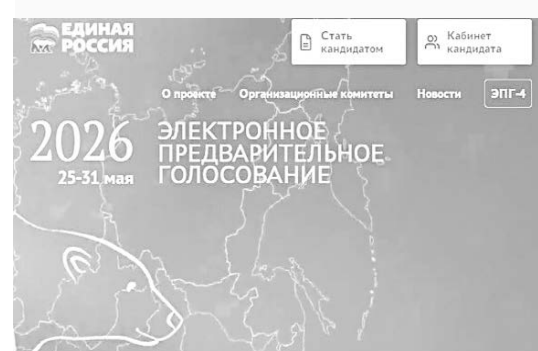 ЕДИНАЯ
РОССИЯ
Стать
кандидатом
Кабинет
кандидата
О проекте
Организационные комитеты
Новости
ЭПГ-4
2026
25-31 мая
ЭЛЕКТРОННОЕ
ПРЕДВАРИТЕЛЬНОЕ
ГОЛОСОВАНИЕ